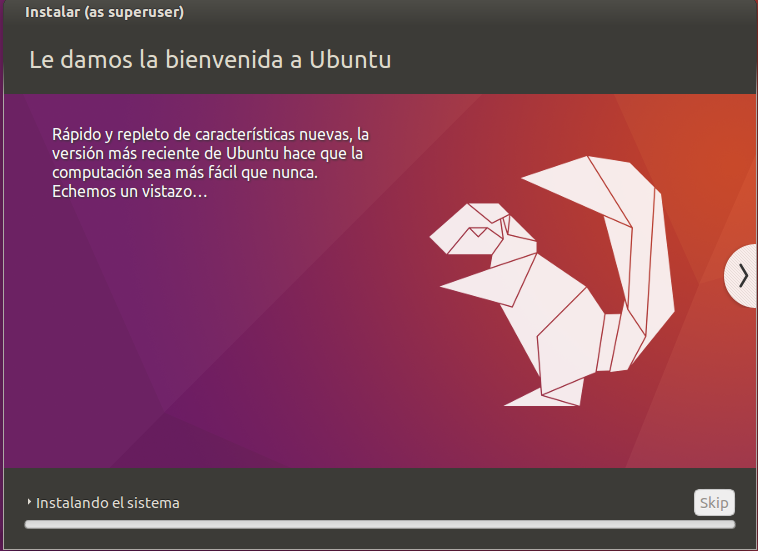 Instalar (as superuser)
Le damos la bienvenida a Ubuntu
Rápido y repleto de características nuevas, la
versión más reciente de Ubuntu hace que la
computación sea más fácil que nunca.
Echemos un vistazo…
Instalando el sistema
Skip